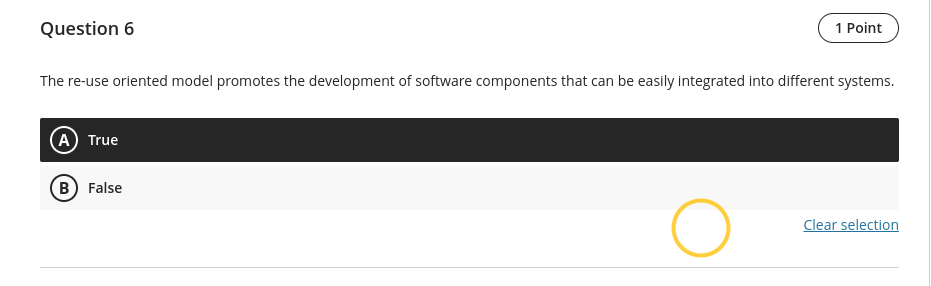 Question 6
1 Point
The re-use oriented model promotes the development of software components that can be easily integrated into different systems.
A True
B False
Clear selection